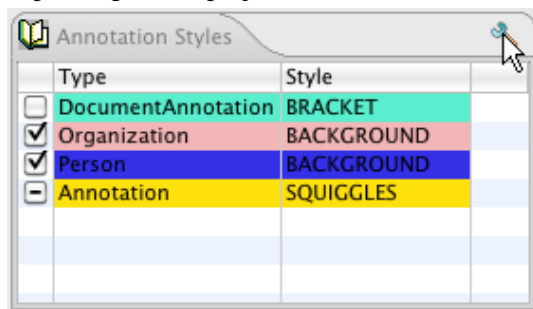 Annotation Styles
Type Style
DocumentAnnotation BRACKET
Organization BACKGROUND
Person BACKGROUND
Annotation SQUIGGLES